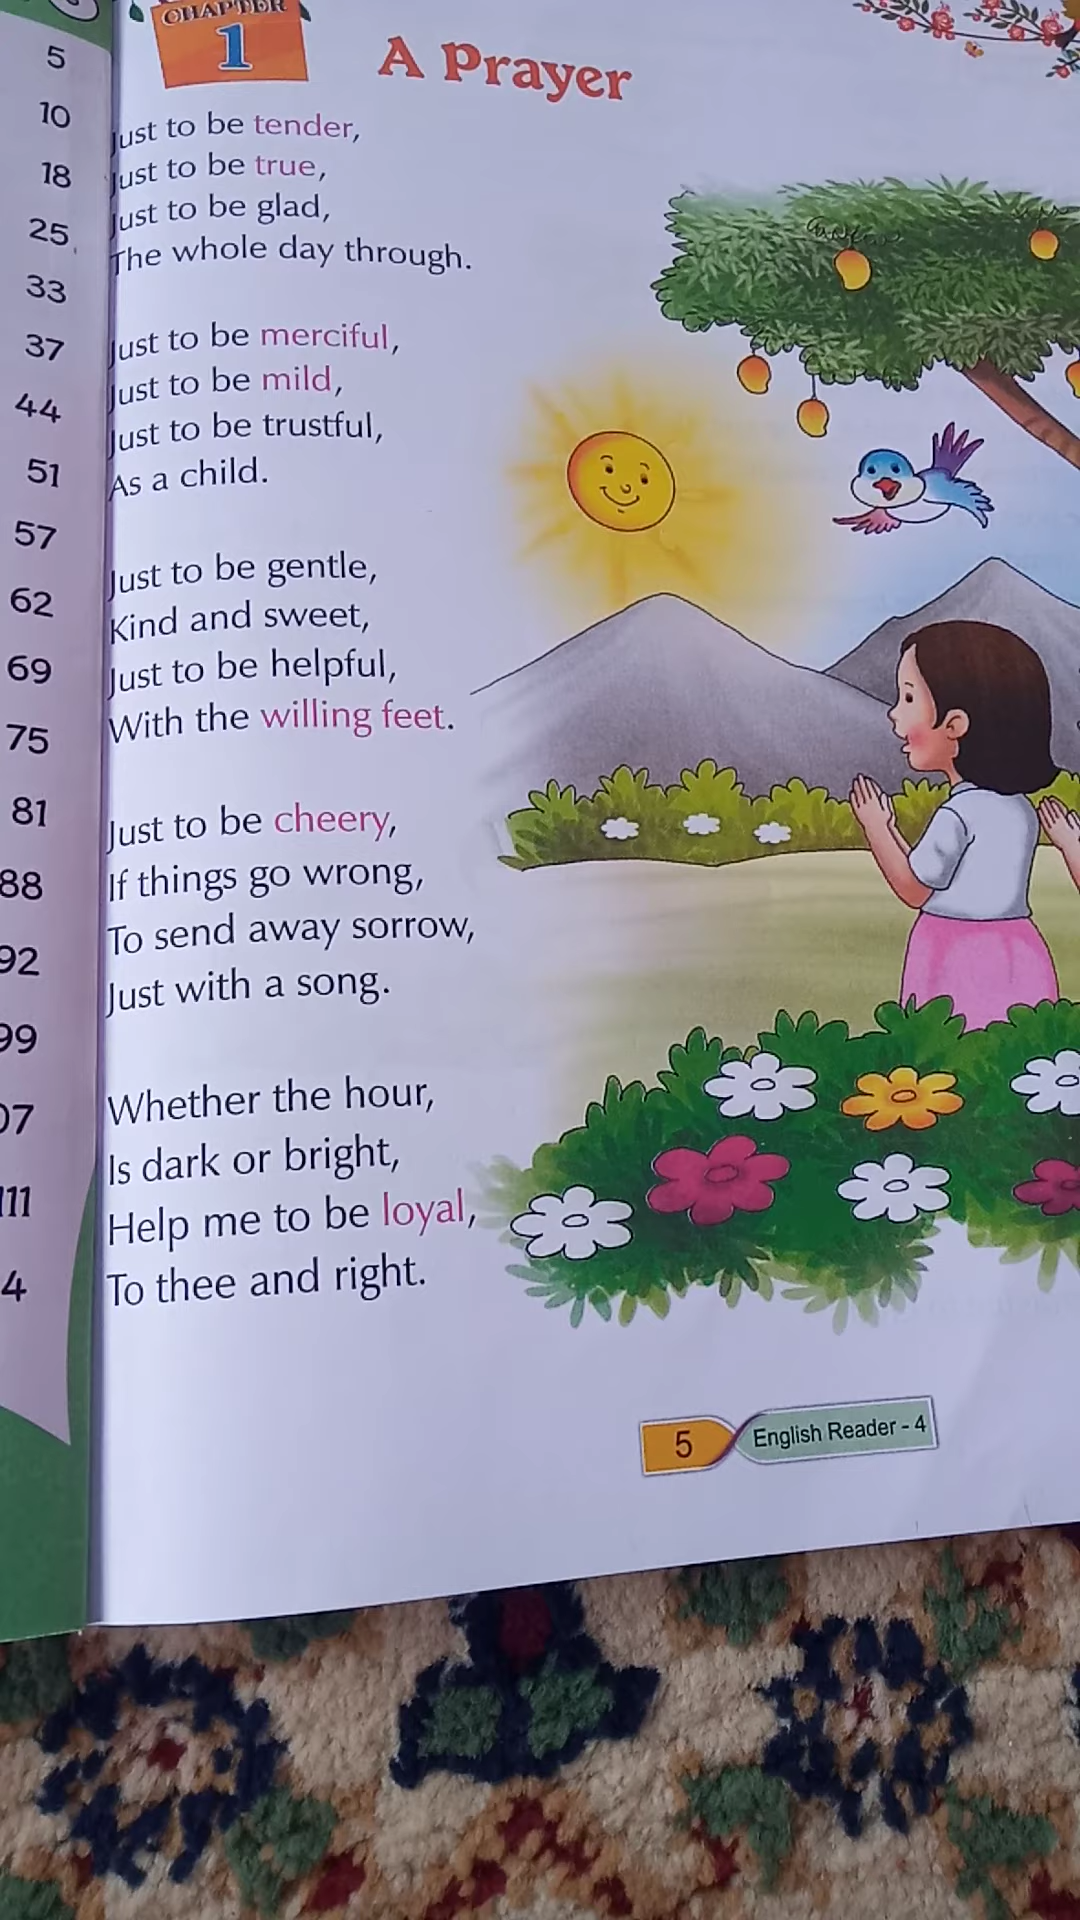 5
10
18
25
33
37
44
51
57
62
69
75
81
88
92
99
07
111
4
CHAPTER
1
A Prayer
Just to be tender,
Just to be true,
Just to be glad,
The whole day through.
Just to be merciful,
Just to be mild,
Just to be trustful,
As a child.
Just to be gentle,
Kind and sweet,
Just to be helpful,
With the willing feet.
Just to be cheery,
If things go wrong,
To send away sorrow,
Just with a song.
Whether the hour,
Is dark or bright,
Help me to be loyal,
To thee and right.
5
English Reader - 4